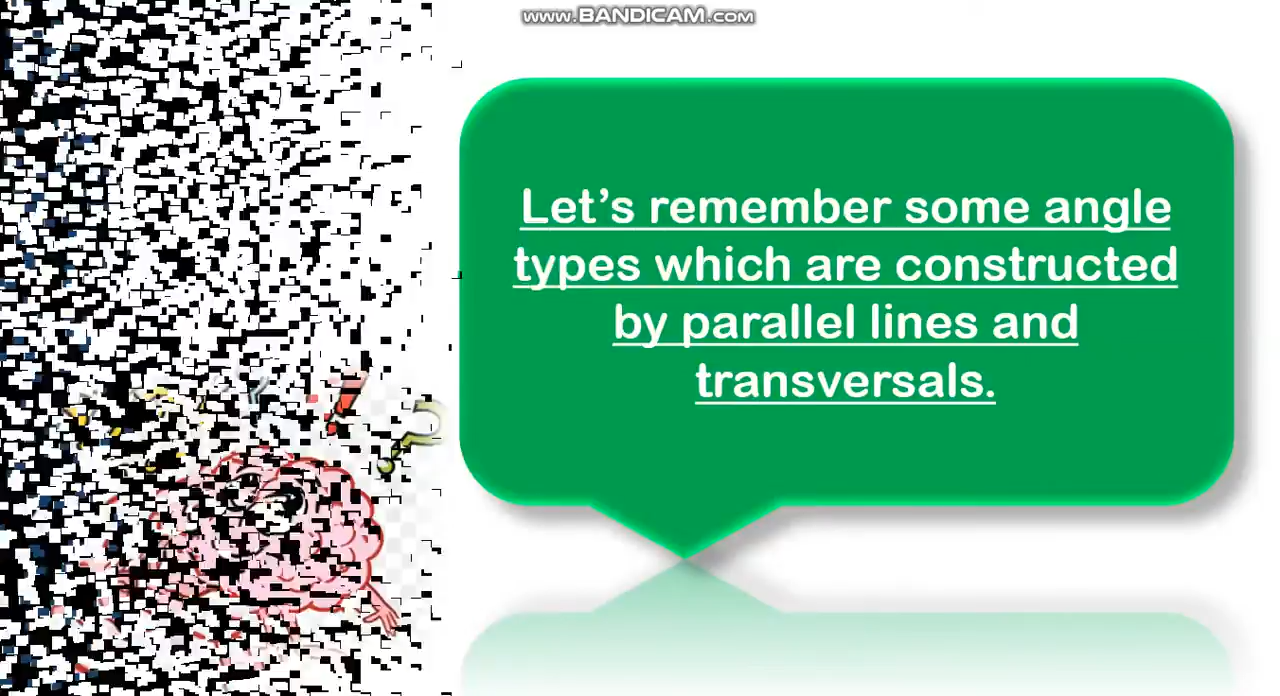 www.BANDICAM.com
Let’s remember some angle
types which are constructed
by parallel lines and
transversals.